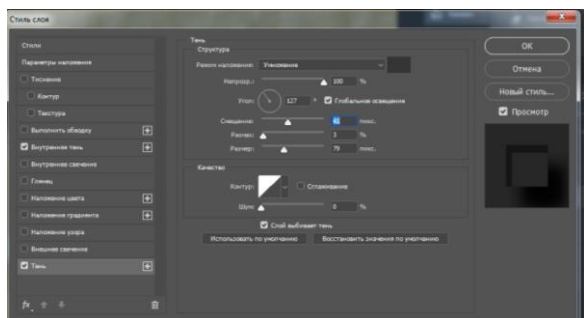 Стиль слоя
Стили
Параметры наложения
Тиснение
Контур
Текстура
Выполнить обводку
Внутренняя тень
Внутреннее свечение
Глянец
Наложение цвета
Наложение градиента
Наложение узора
Внешнее свечение
Тень
fx
Тень
Структура
Режим наложения: Умножение
Непрозр.: 100 %
Угол: 127 ° Глобальное освещение
Смещение: пикс.
Размах: 3 %
Размер: 79 пикс.
Качество
Контур: Сглаживание
Шум: 0 %
Слой выбивает тень
Использовать по умолчанию Восстановить значения по умолчанию
OK
Отмена
Новый стиль...
Просмотр